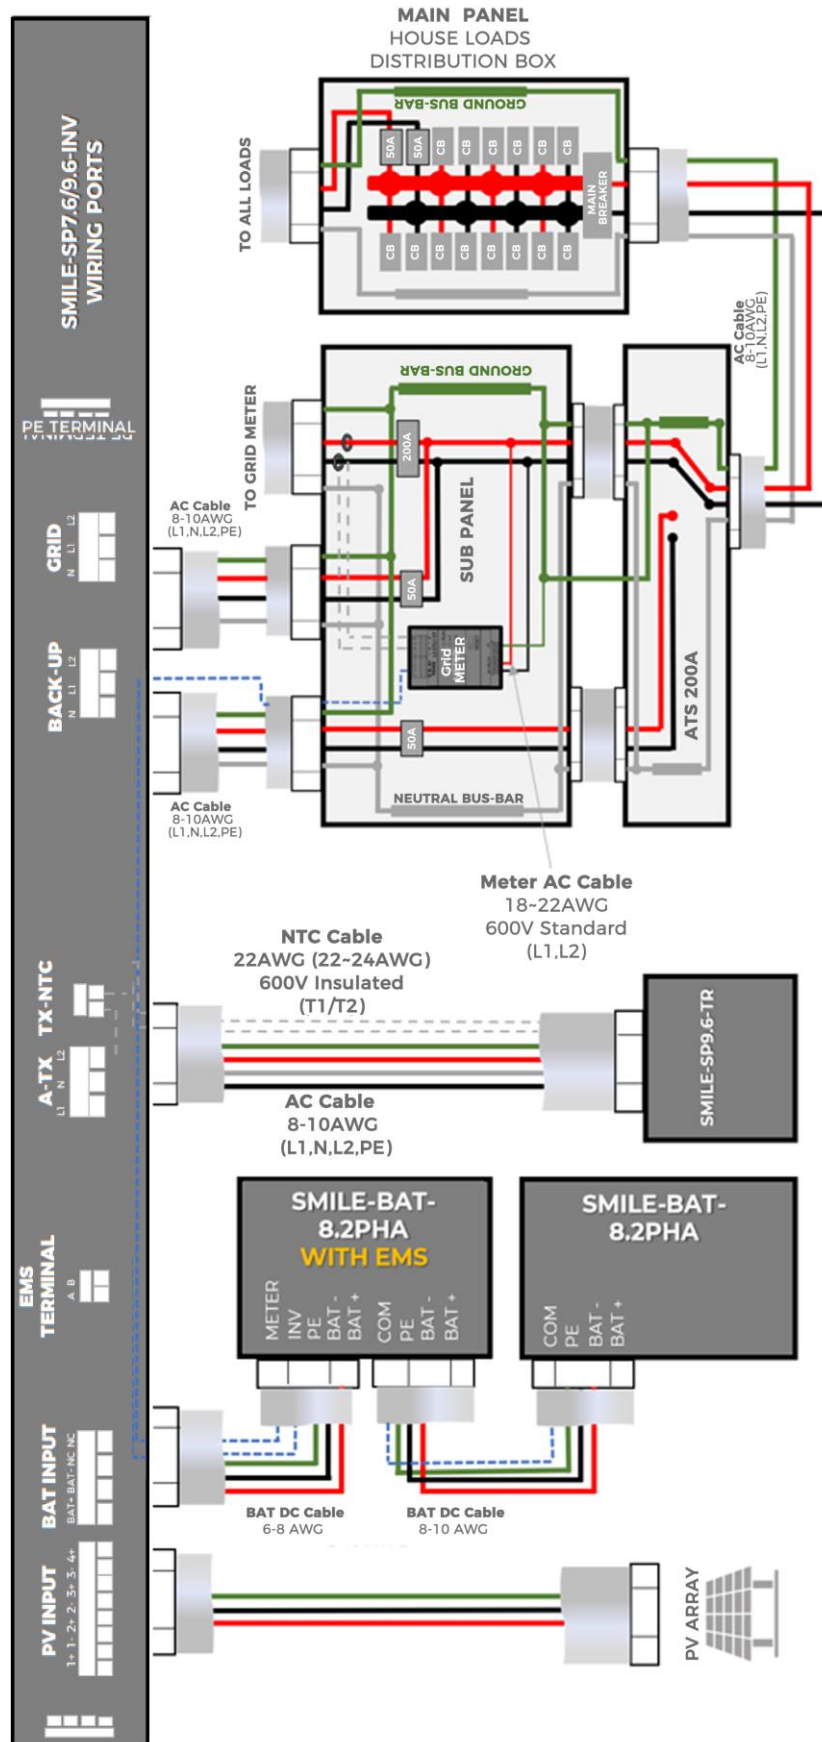 MAIN PANEL
HOUSE LOADS
DISTRIBUTION BOX
SMILE-SP7.6/9.6-INV
WIRING PORTS
GROUND BUS-BAR
TO ALL LOADS
50A
50A
CB
CB
CB
CB
CB
CB
MAIN
BREAKER
CB
CB
CB
CB
CB
CB
CB
CB
AC Cable
8-10AWG
(L1,N,L2,PE)
PE TERMINAL
GROUND BUS-BAR
TO GRID METER
200A
SUB PANEL
AC Cable
8-10AWG
(L1,N,L2,PE)
GRID
N L1 L2
50A
Grid
METER
BACK-UP
N L1 L2
50A
ATS 200A
NEUTRAL BUS-BAR
AC Cable
8-10AWG
(L1,N,L2,PE)
Meter AC Cable
18~22AWG
600V Standard
(L1,L2)
NTC Cable
22AWG (22~24AWG)
600V Insulated
(T1/T2)
TX-NTC
A-TX
L1 N L2
SMILE-SP9.6-TR
AC Cable
8-10AWG
(L1,N,L2,PE)
SMILE-BAT-
8.2PHA
WITH EMS
SMILE-BAT-
8.2PHA
EMS
TERMINAL
A B
METER
INV
PE
BAT -
BAT +
COM
PE
BAT -
BAT +
COM
PE
BAT -
BAT +
BAT INPUT
BAT+ BAT- NC NC
BAT DC Cable
6-8 AWG
BAT DC Cable
8-10 AWG
PV INPUT
1+ 1- 2+ 2- 3+ 3- 4+
PV ARRAY